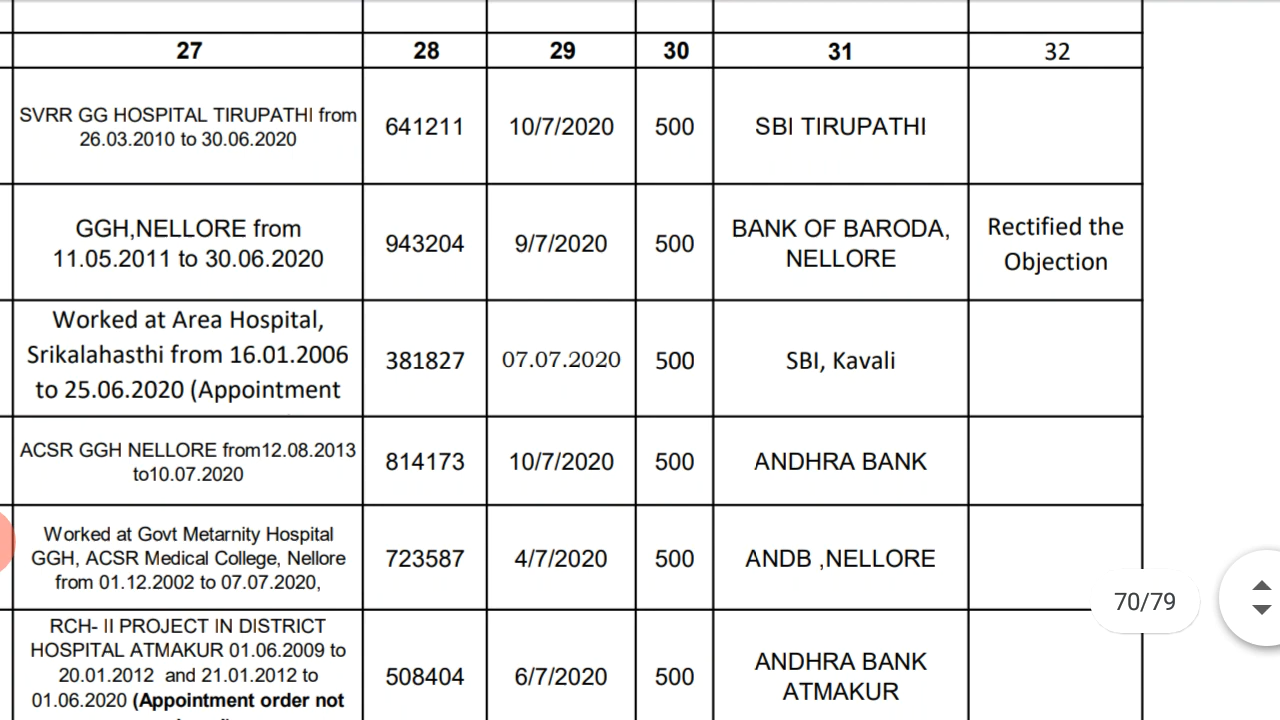 27 28 29 30 31 32
SVRR GG HOSPITAL TIRUPATHI from
26.03.2010 to 30.06.2020
641211 10/7/2020 500 SBI TIRUPATHI
GGH,NELLORE from
11.05.2011 to 30.06.2020
943204 9/7/2020 500
BANK OF BARODA,
NELLORE
Rectified the
Objection
Worked at Area Hospital,
Srikalahasthi from 16.01.2006
to 25.06.2020 (Appointment
381827 07.07.2020 500 SBI, Kavali
ACSR GGH NELLORE from12.08.2013
to10.07.2020
814173 10/7/2020 500 ANDHRA BANK
Worked at Govt Metarnity Hospital
GGH, ACSR Medical College, Nellore
from 01.12.2002 to 07.07.2020,
723587 4/7/2020 500 ANDB ,NELLORE
70/79
RCH- II PROJECT IN DISTRICT
HOSPITAL ATMAKUR 01.06.2009 to
20.01.2012 and 21.01.2012 to
01.06.2020 (Appointment order not
508404 6/7/2020 500
ANDHRA BANK
ATMAKUR